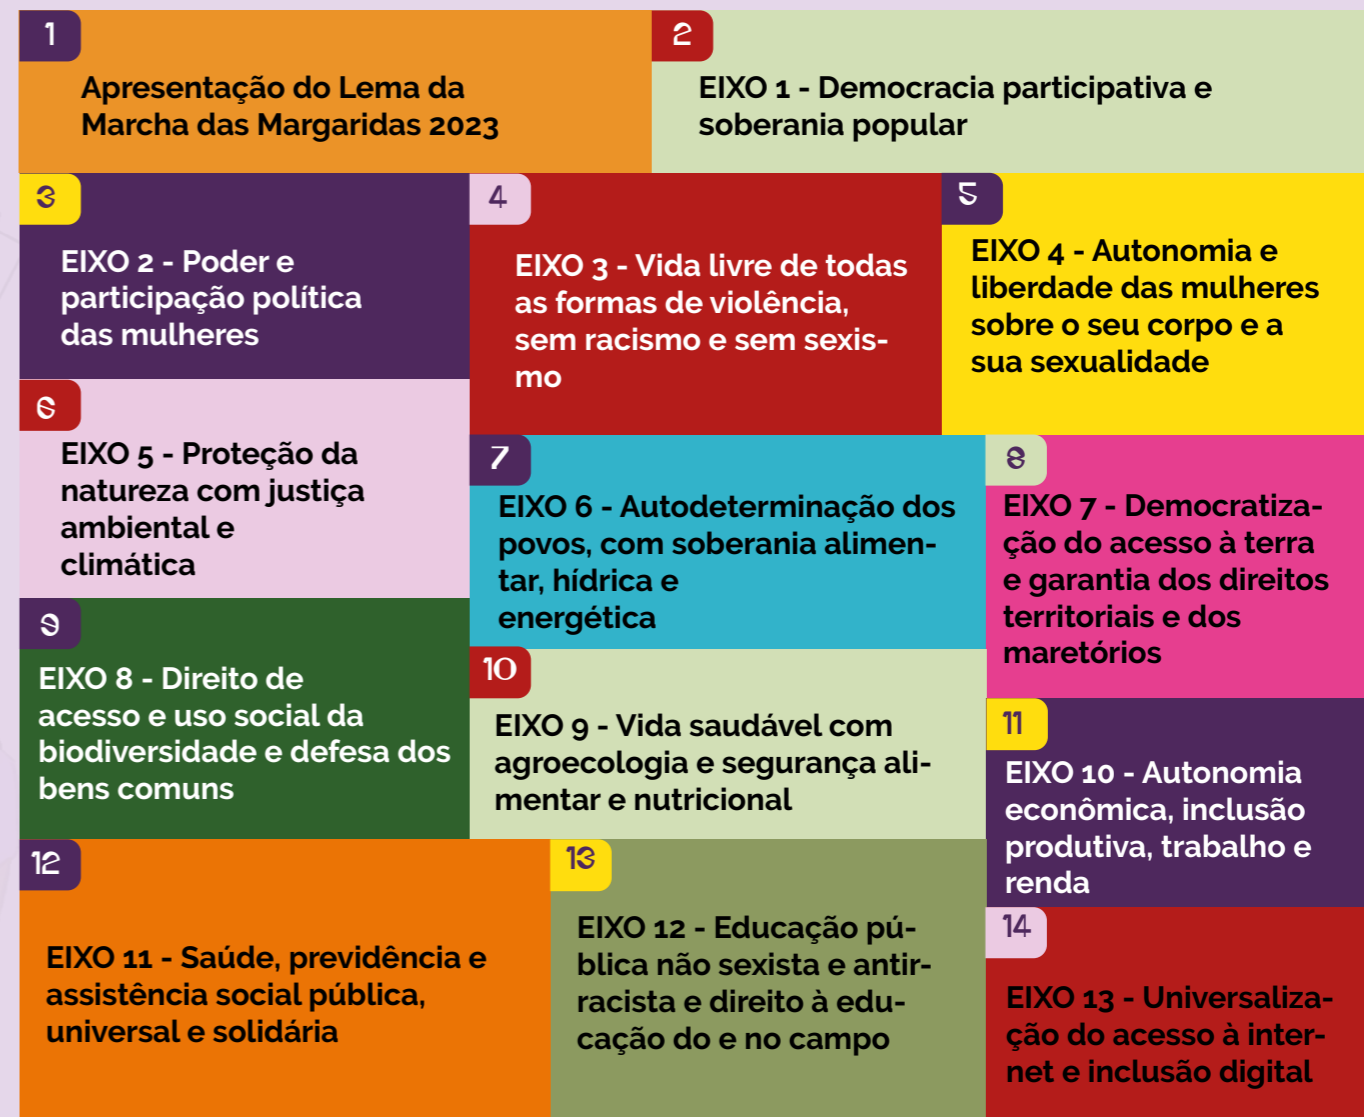 1
Apresentação do Lema da
Marcha das Margaridas 2023
2
EIXO 1 - Democracia participativa e
soberania popular
3
EIXO 2 - Poder e
participação política
das mulheres
4
EIXO 3 - Vida livre de todas
as formas de violência,
sem racismo e sem sexis-
mo
5
EIXO 4 - Autonomia e
liberdade das mulheres
sobre o seu corpo e a
sua sexualidade
6
EIXO 5 - Proteção da
natureza com justiça
ambiental e
climática
7
EIXO 6 - Autodeterminação dos
povos, com soberania alimen-
tar, hídrica e
energética
8
EIXO 7 - Democratiza-
ção do acesso à terra
e garantia dos direitos
territoriais e dos
maretórios
9
EIXO 8 - Direito de
acesso e uso social da
biodiversidade e defesa dos
bens comuns
10
EIXO 9 - Vida saudável com
agroecologia e segurança ali-
mentar e nutricional
11
EIXO 10 - Autonomia
econômica, inclusão
produtiva, trabalho e
renda
12
EIXO 11 - Saúde, previdência e
assistência social pública,
universal e solidária
13
EIXO 12 - Educação pú-
blica não sexista e antir-
racista e direito à edu-
cação do e no campo
14
EIXO 13 - Universaliza-
ção do acesso à inter-
net e inclusão digital